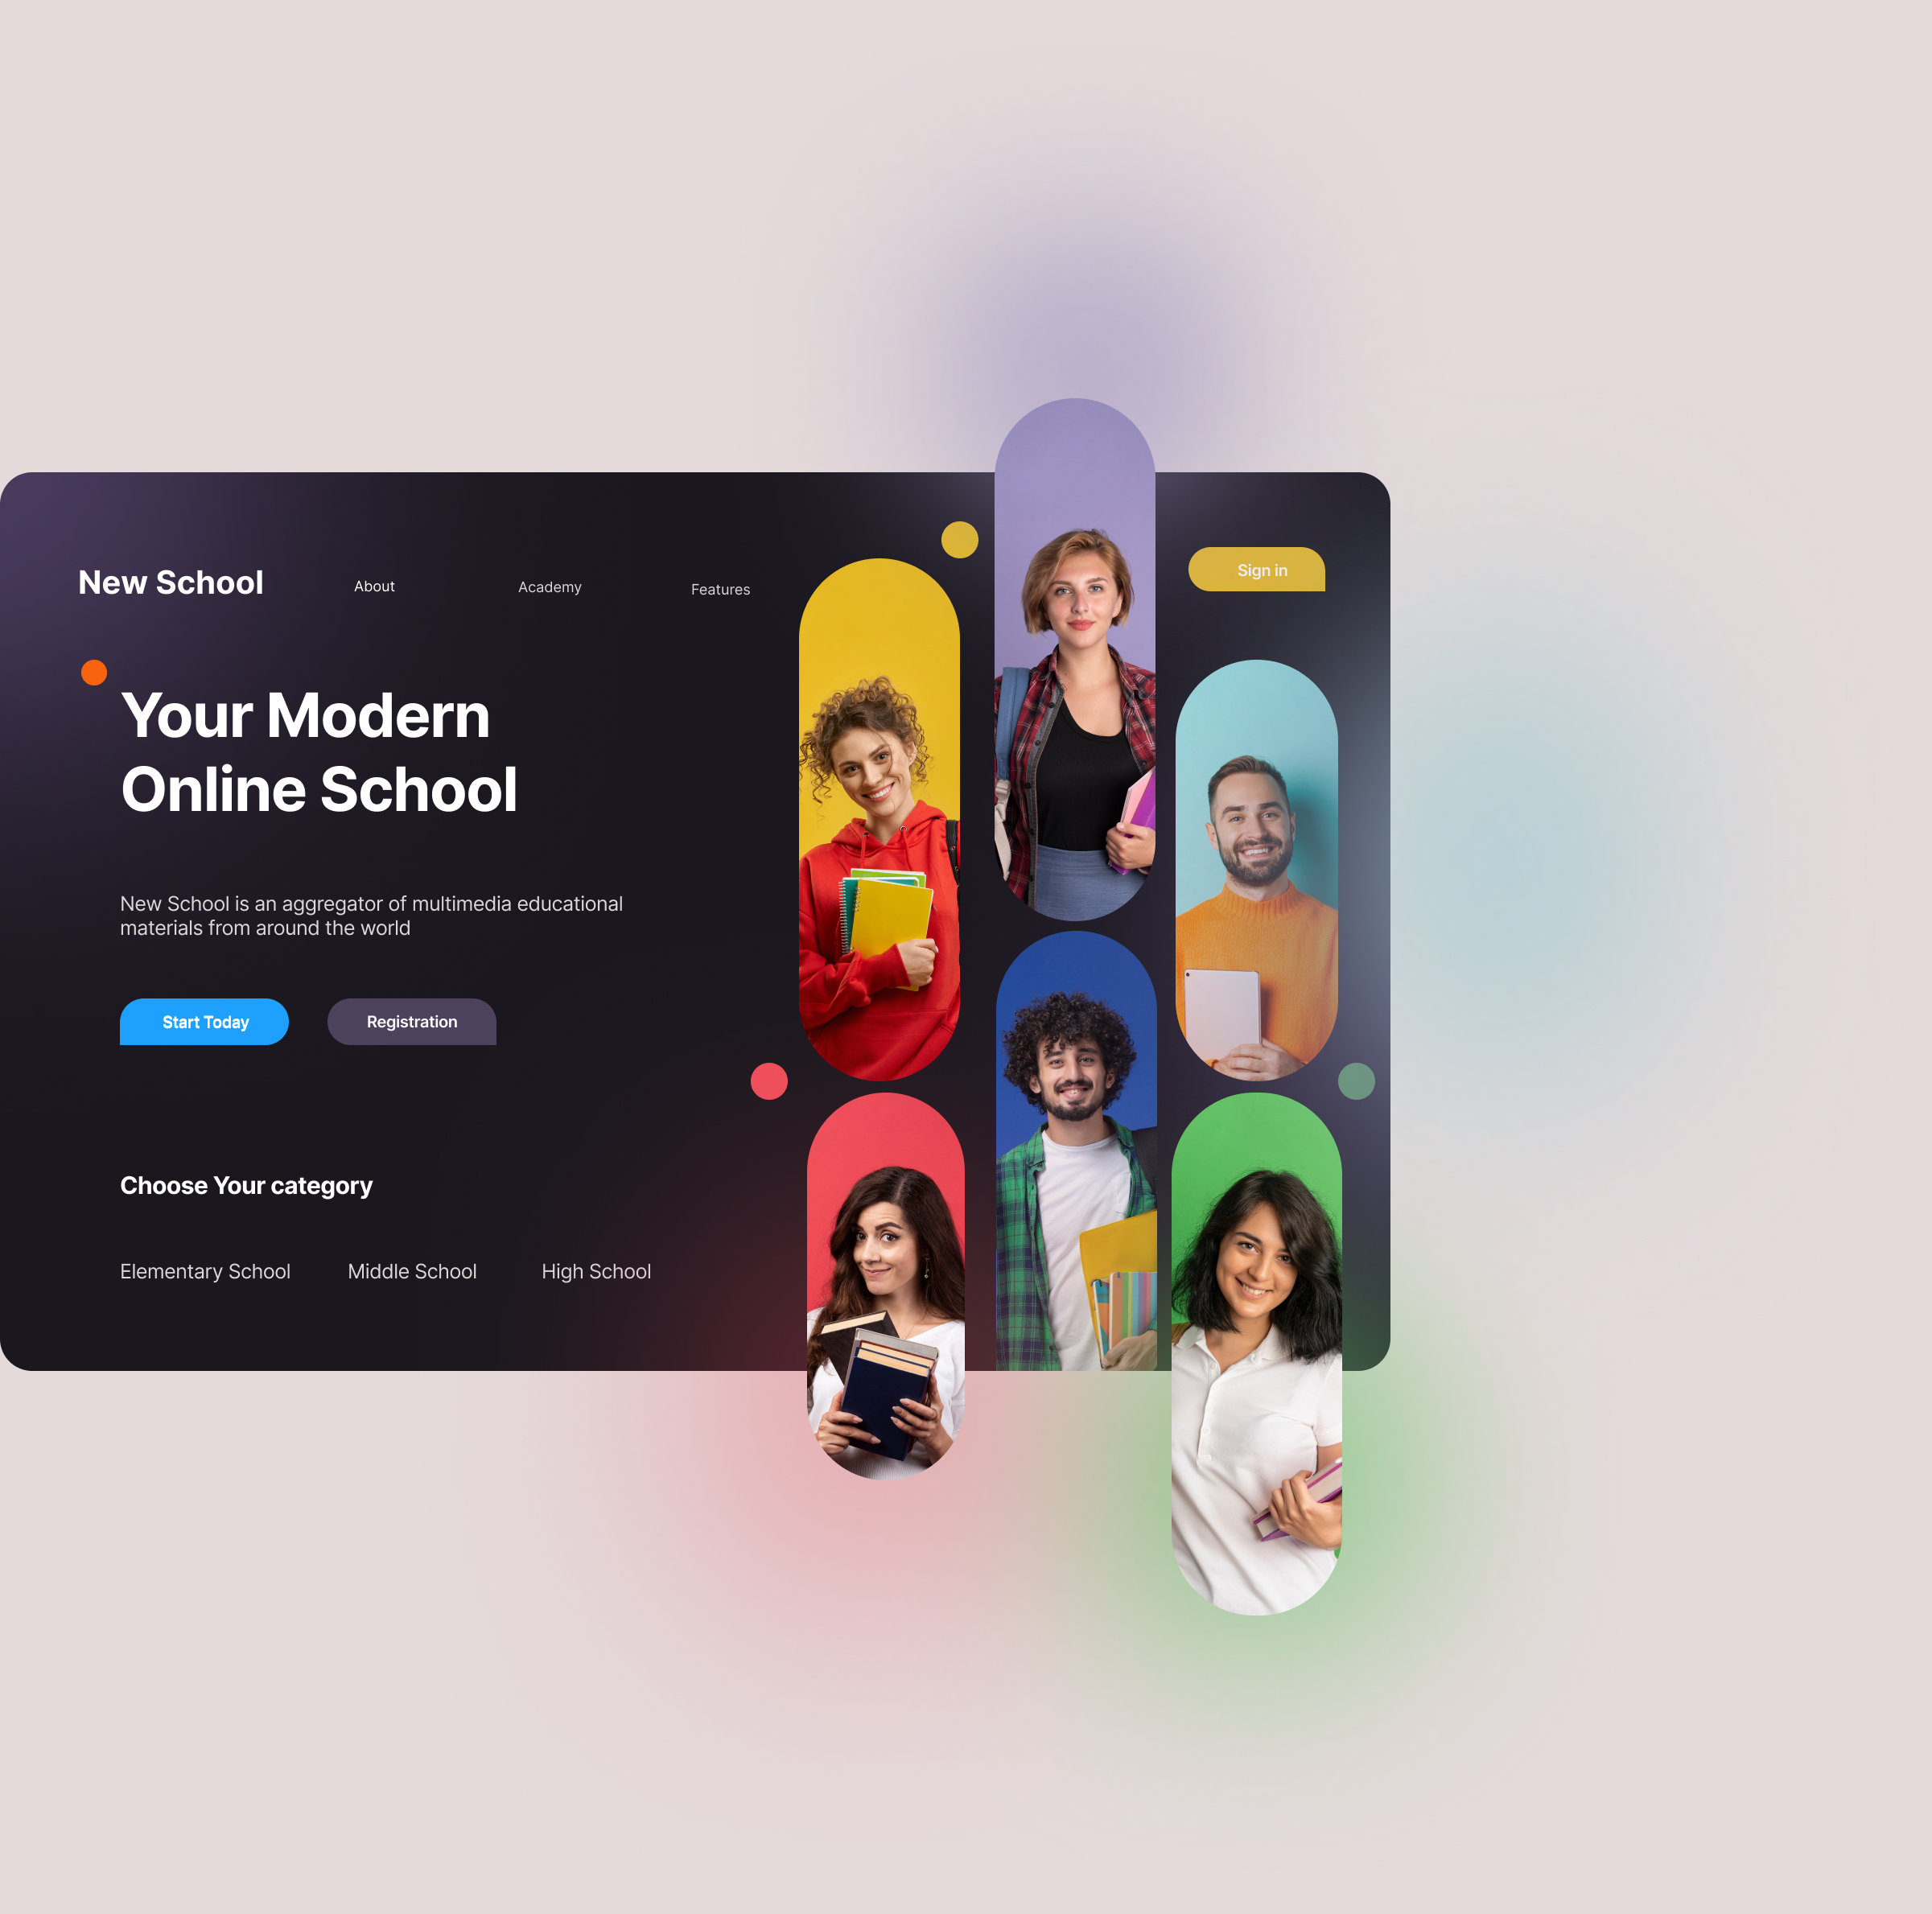 New School
About
Academy
Features
Sign in
Your Modern
Online School
New School is an aggregator of multimedia educational
materials from around the world
Start Today
Registration
Choose Your category
Elementary School
Middle School
High School